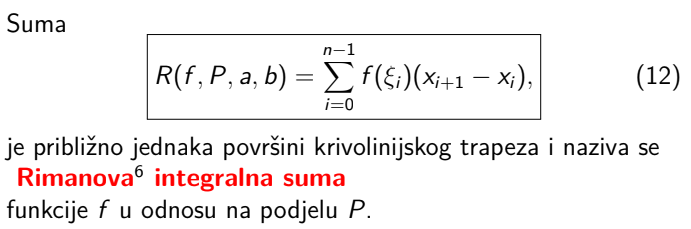 Suma
R(f, P, a, b) = \sum_{i=0}^{n-1} f(ξ_i)(x_{i+1} − x_i), (12)
je približno jednaka površini krivolinijskog trapeza i naziva se
Rimanova⁶ integralna suma
funkcije f u odnosu na podjelu P.